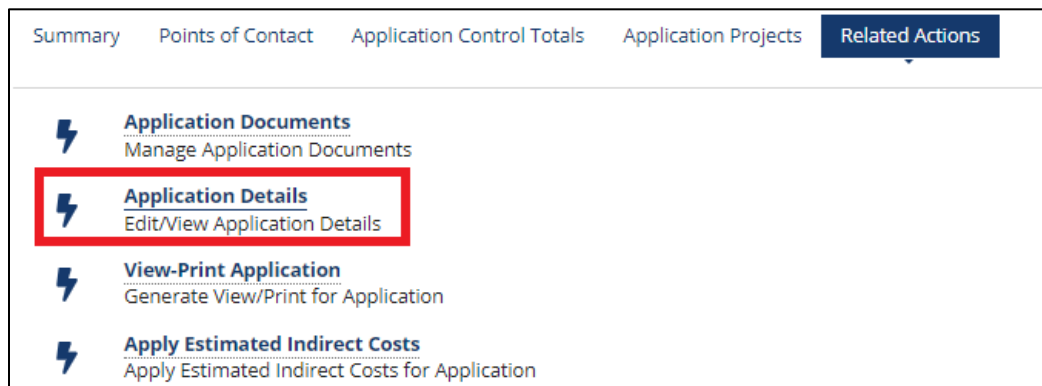 Summary Points of Contact Application Control Totals Application Projects Related Actions
Application Documents
Manage Application Documents
Application Details
Edit/View Application Details
View-Print Application
Generate View/Print for Application
Apply Estimated Indirect Costs
Apply Estimated Indirect Costs for Application